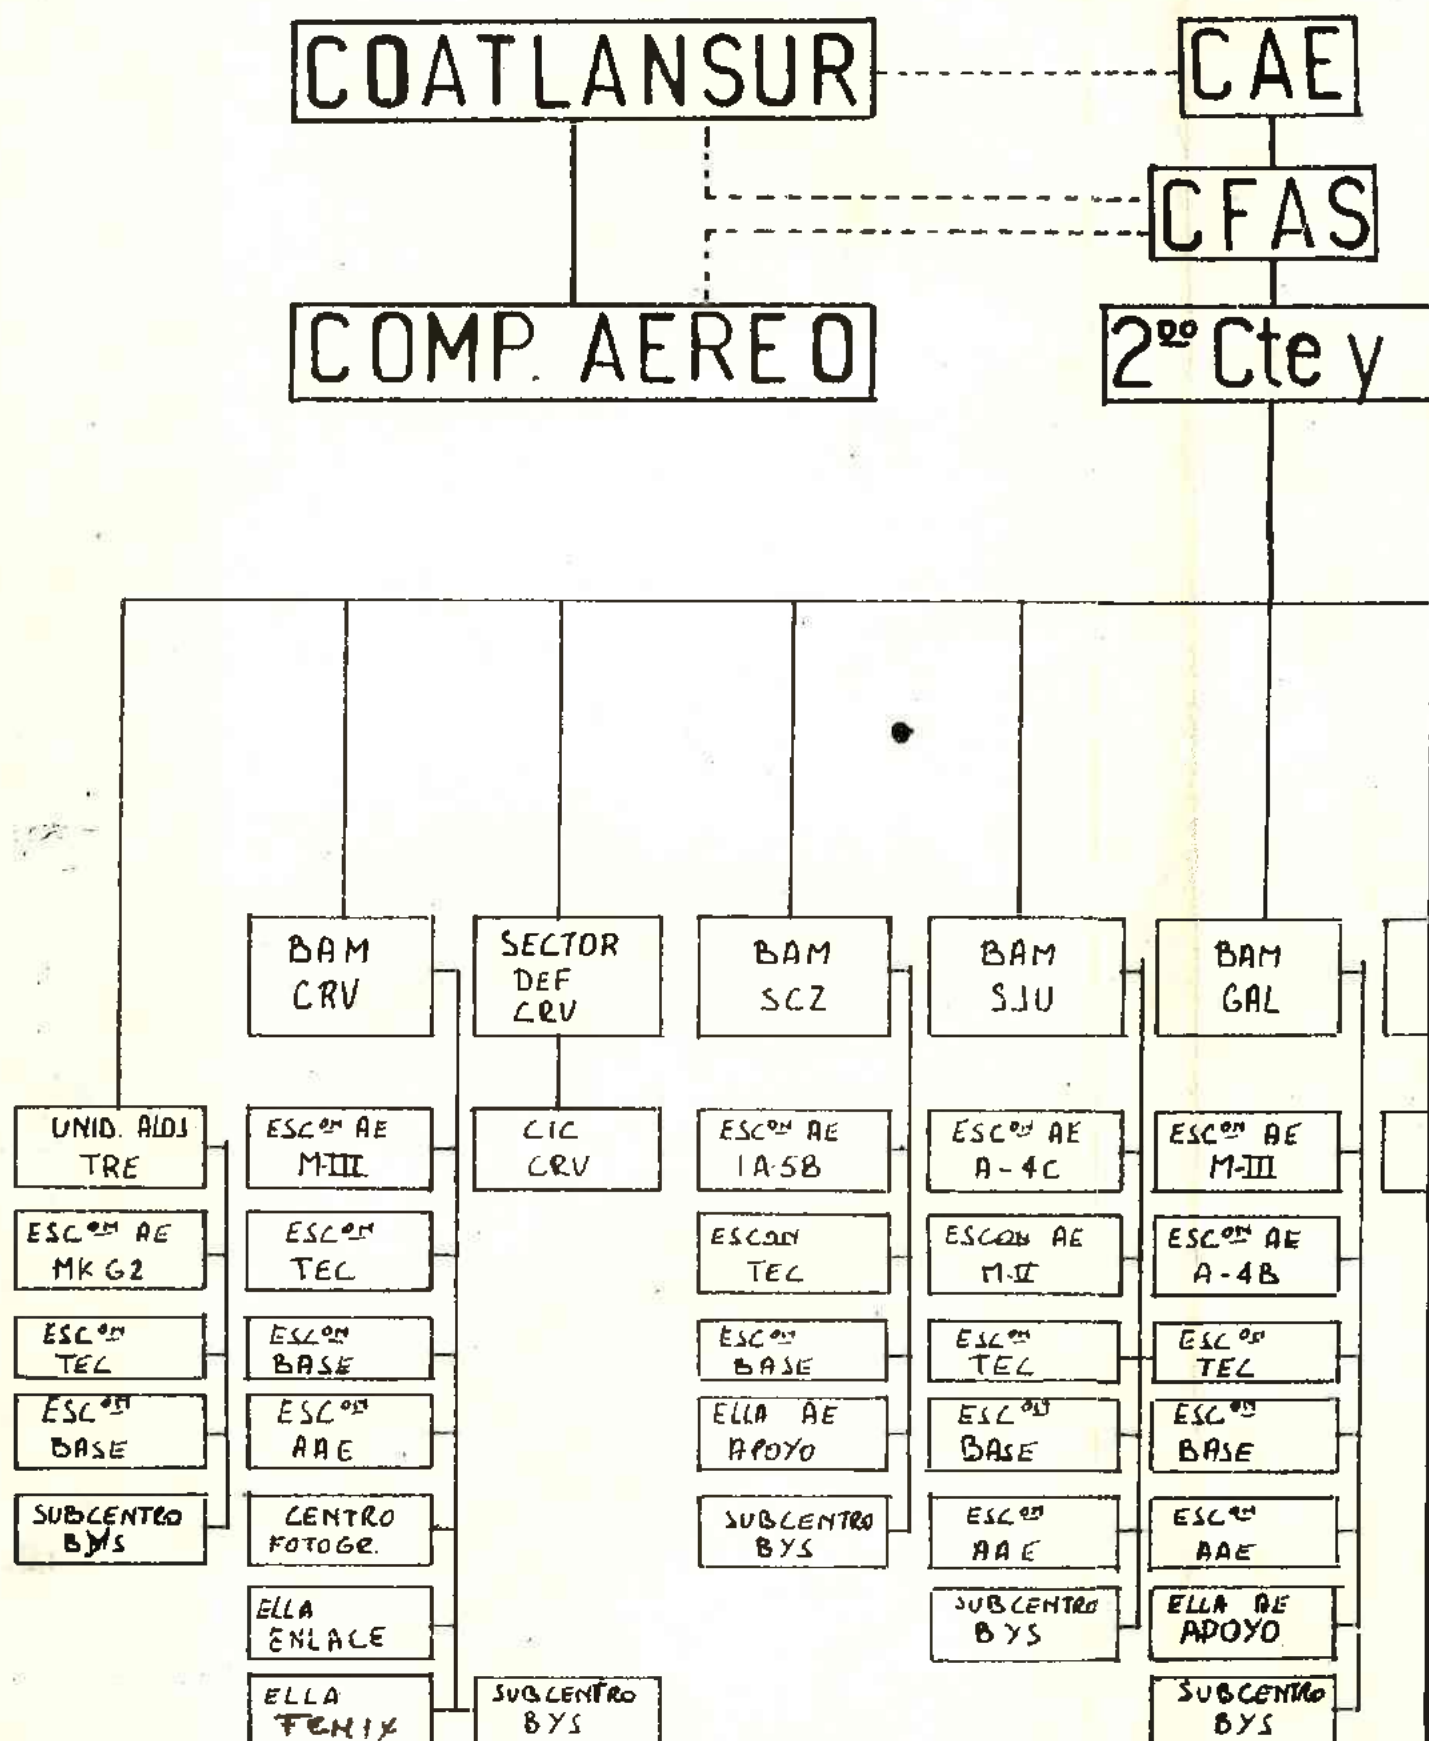 COATLANSUR
CAE
CFAS
COMP. AEREO
2do Cte y
BAM
CRV
SECTOR
DEF
CRV
BAM
SCZ
BAM
SJU
BAM
GAL
UNID. ALDJ
TRE
ESCON AE
M-III
CIC
CRV
ESCON AE
IA-58
ESCON AE
A-4C
ESCON AE
M-III
ESCON AE
MK 62
ESCON
TEC
ESCON
TEC
ESCON AE
M-II
ESCON AE
A-4B
ESCON
TEC
ESCON
BASE
ESCON
BASE
ESCON
TEC
ESCON
TEC
ESCON
BASE
ESCON
AAE
ELLA AE
APOYO
ESCON
BASE
ESCON
BASE
SUBCENTRO
BYS
CENTRO
FOTOGR.
SUBCENTRO
BYS
ESCON
AAE
ESCON
AAE
ELLA
ENLACE
SUBCENTRO
BYS
ELLA AE
APOYO
ELLA
FENIX
SUBCENTRO
BYS
SUBCENTRO
BYS